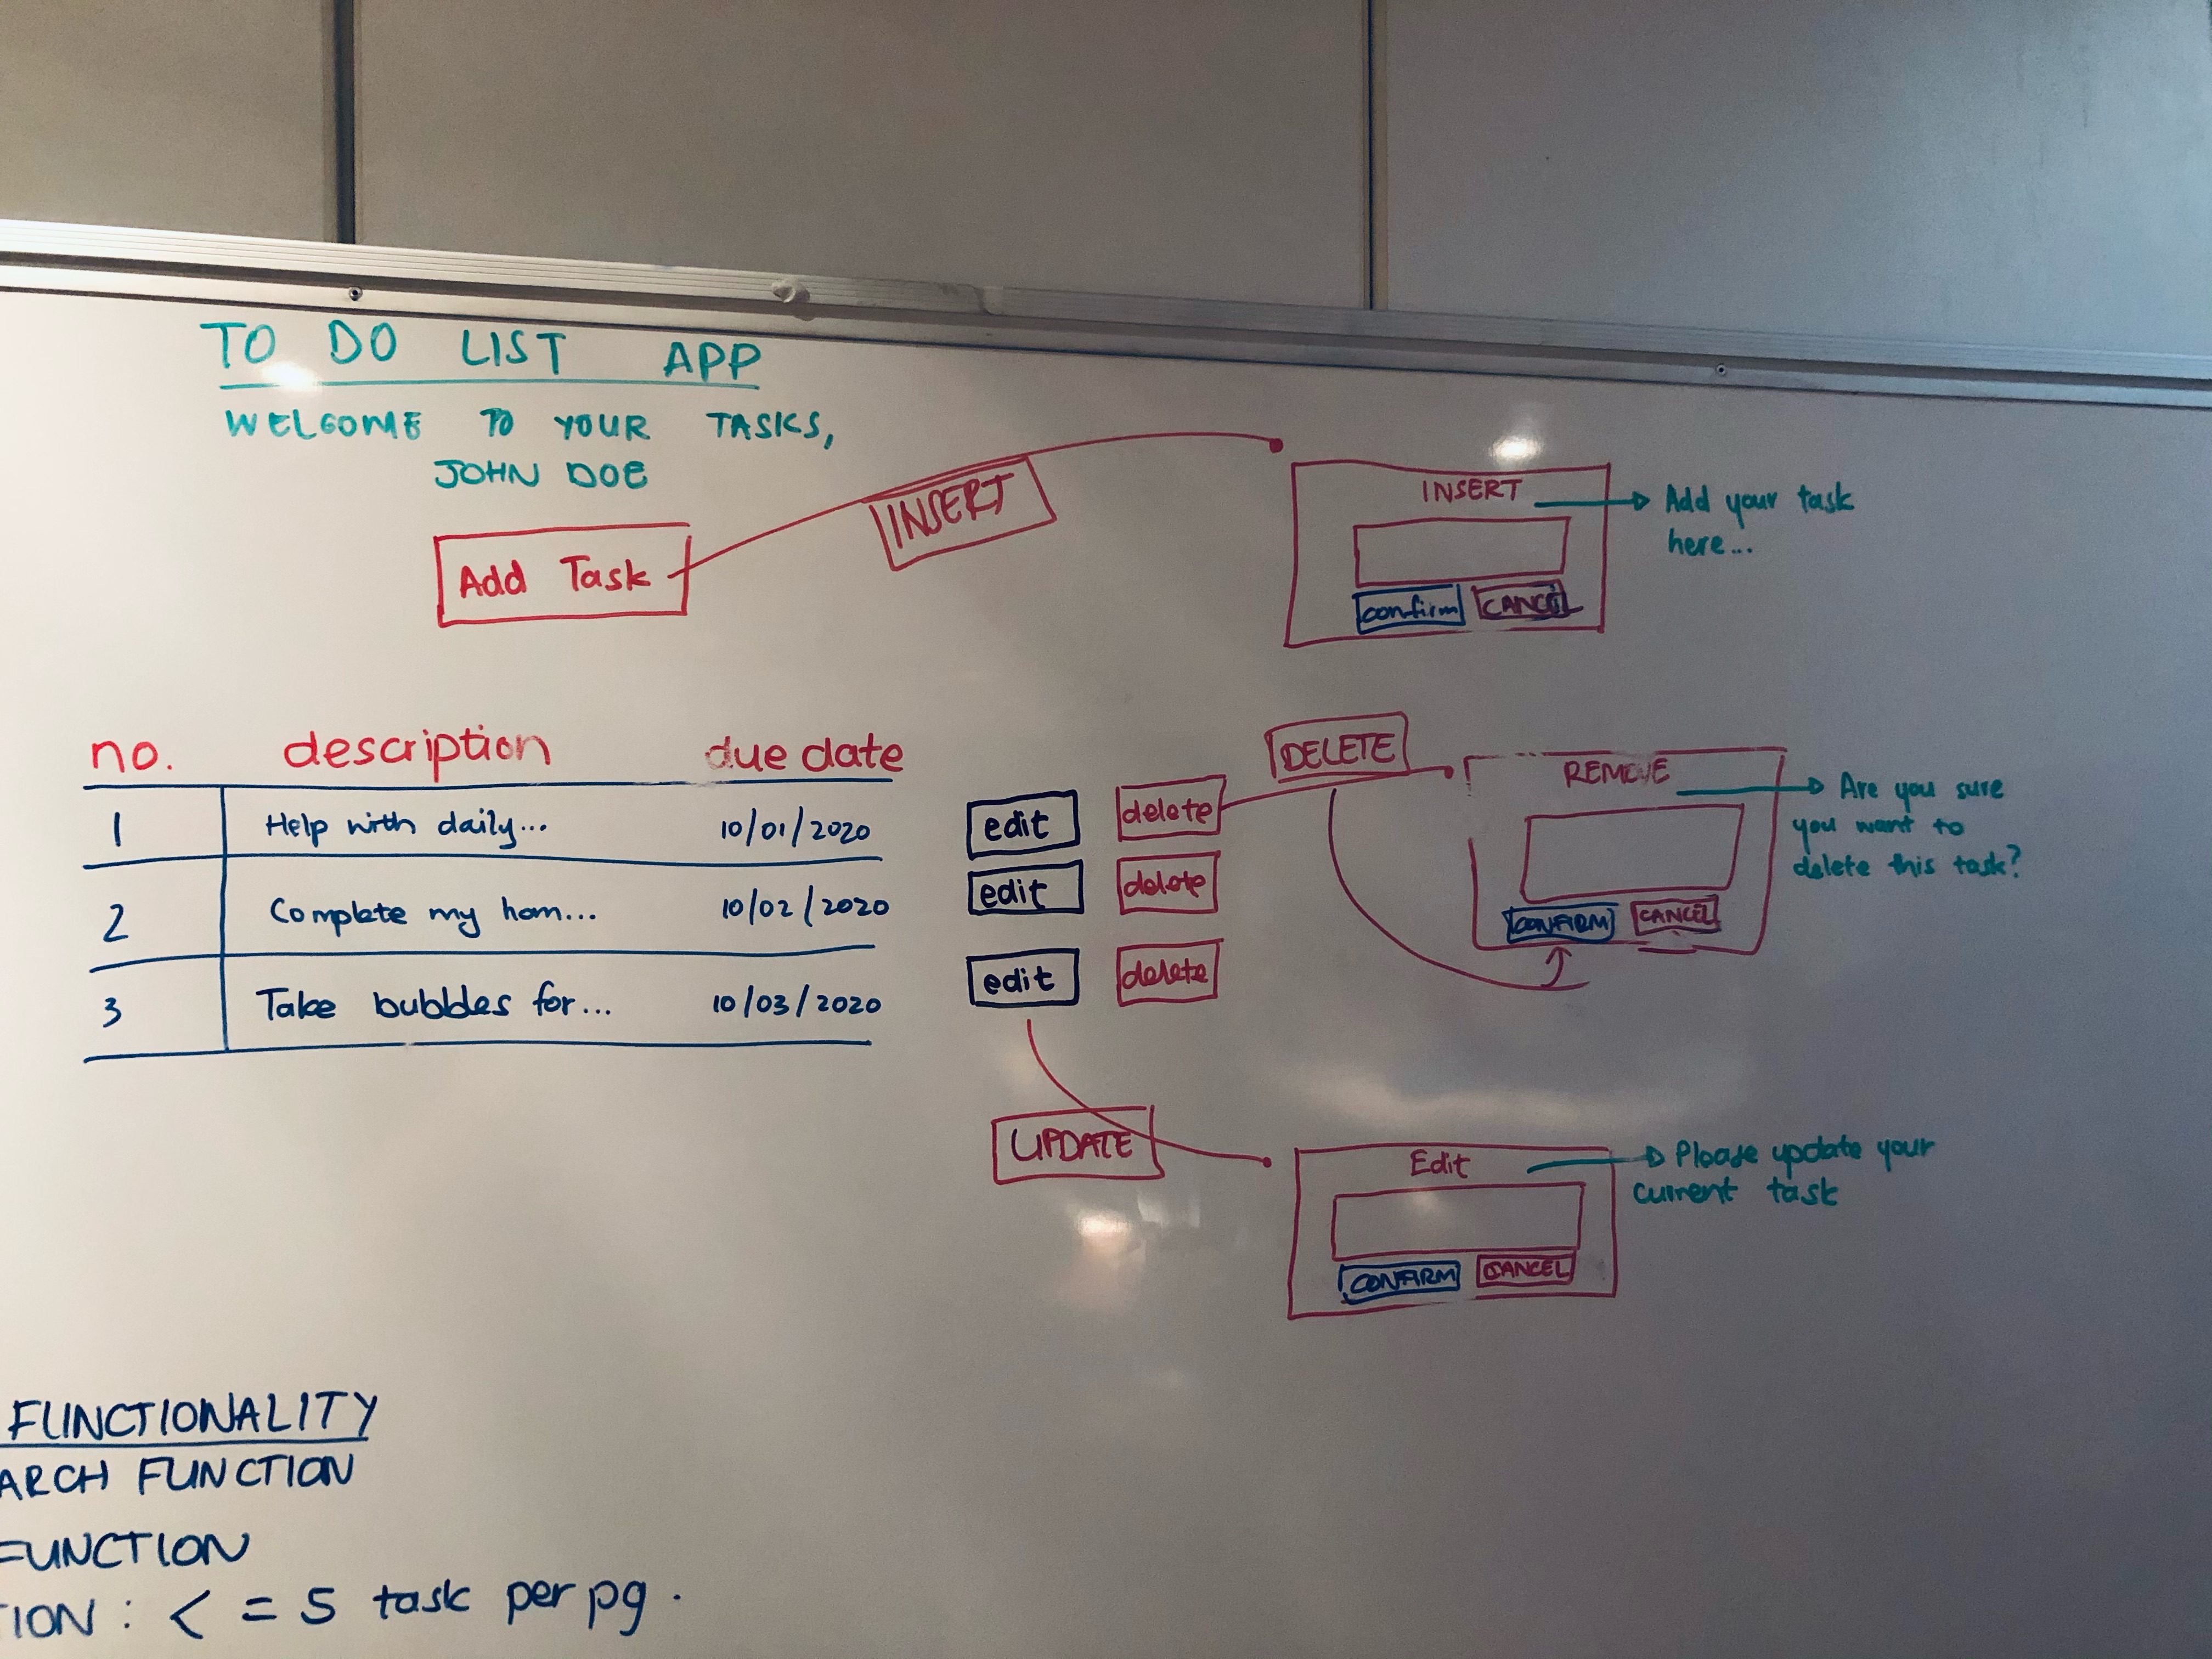 TO DO LIST APP
WELCOME TO YOUR TASKS,
JOHN DOE
Add Task
INSERT
INSERT
Add your task
here...
confirm
CANCEL
no. description due date
1 Help with daily... 10/01/2020 edit delete
2 Complete my hom... 10/02/2020 edit delete
3 Take bubbles for... 10/03/2020 edit delete
DELETE
REMOVE
Are you sure
you want to
delete this task?
CONFIRM CANCEL
UPDATE
Edit
Please update your
current task
CONFIRM CANCEL
FUNCTIONALITY
ARCH FUNCTION
FUNCTION
TION : < = 5 task per pg.